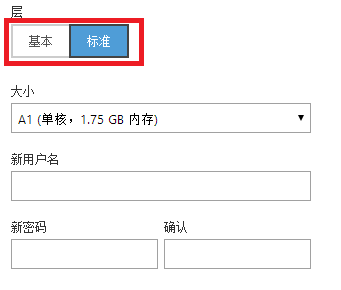 层
基本 标准
大小
A1 (单核，1.75 GB 内存)
新用户名
新密码 确认